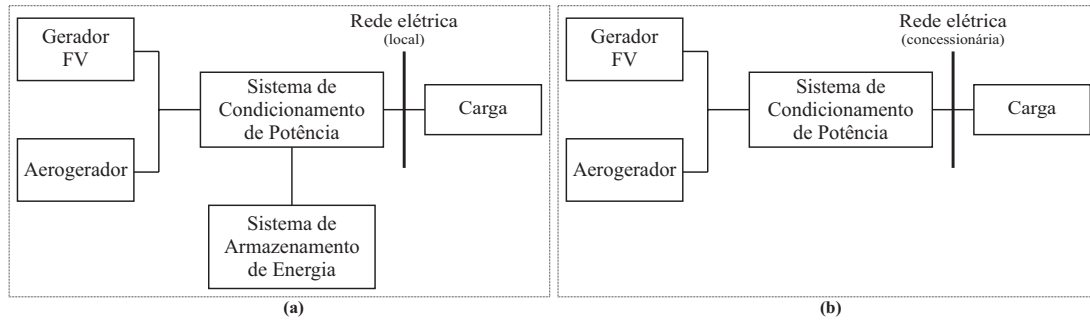 Gerador
FV
Aerogerador
Sistema de
Condicionamento
de Potência
Sistema de
Armazenamento
de Energia
Rede elétrica
(local)
Carga
(a)
Gerador
FV
Aerogerador
Sistema de
Condicionamento
de Potência
Rede elétrica
(concessionária)
Carga
(b)